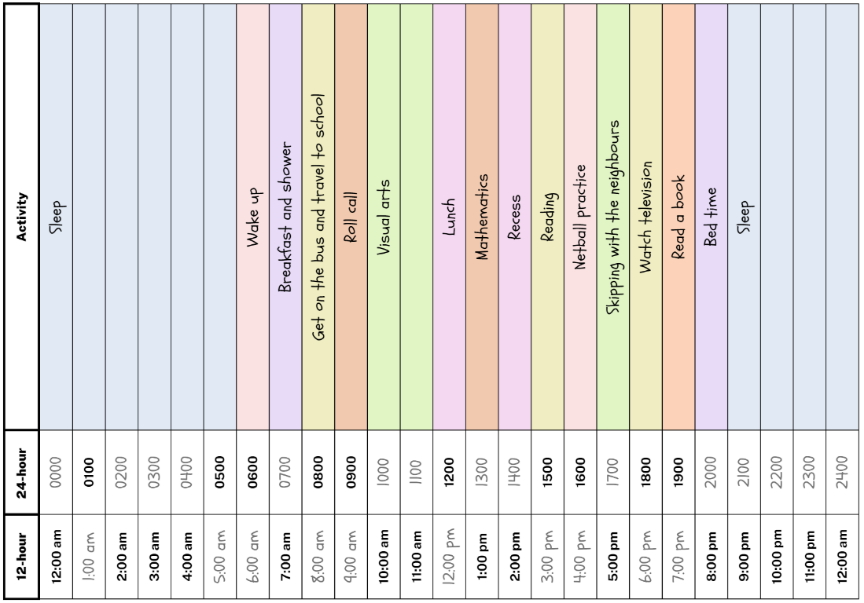 12-hour 24-hour Activity
12:00 am 0000 Sleep
1:00 am 0100
2:00 am 0200
3:00 am 0300
4:00 am 0400
5:00 am 0500
6:00 am 0600 Wake up
7:00 am 0700 Breakfast and shower
8:00 am 0800 Get on the bus and travel to school
9:00 am 0900 Roll call
10:00 am 1000 Visual arts
11:00 am 1100
12:00 pm 1200 Lunch
1:00 pm 1300 Mathematics
2:00 pm 1400 Recess
3:00 pm 1500 Reading
4:00 pm 1600 Netball practice
5:00 pm 1700 Skipping with the neighbours
6:00 pm 1800 Watch television
7:00 pm 1900 Read a book
8:00 pm 2000 Bed time
9:00 pm 2100 Sleep
10:00 pm 2200
11:00 pm 2300
12:00 am 2400